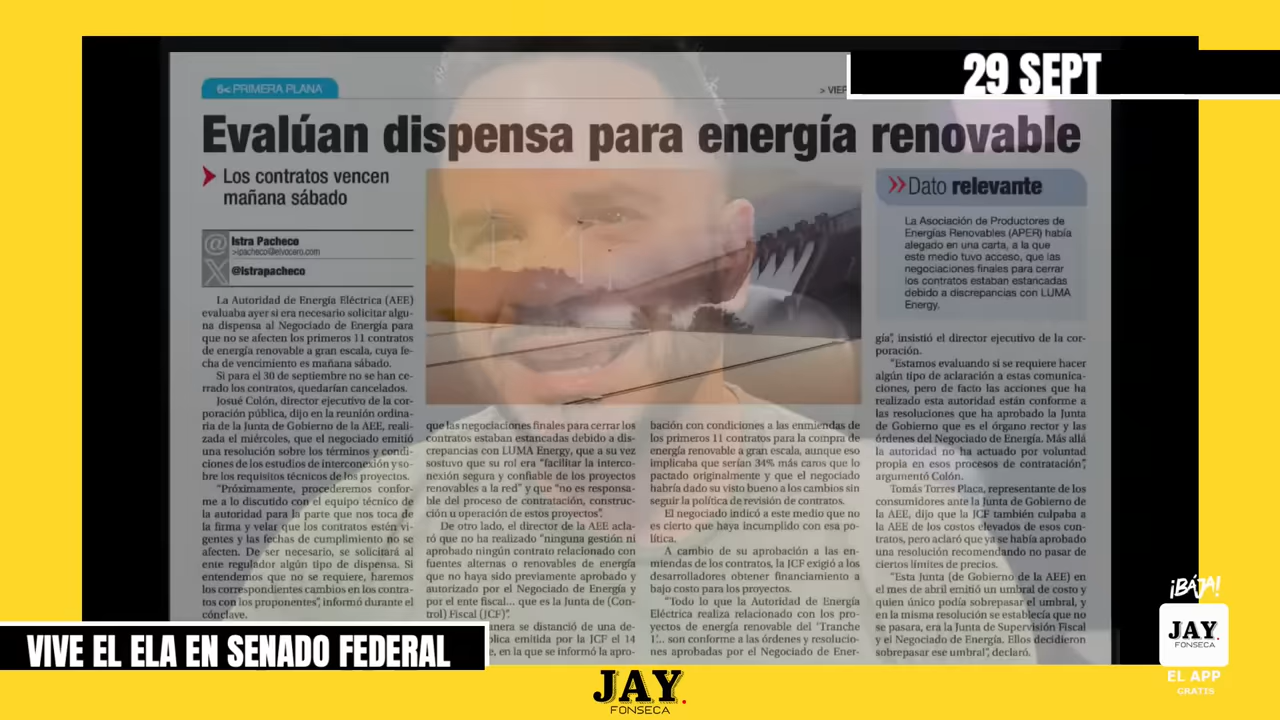 29 SEPT
6< PRIMERA PLANA
> VIER
Evalúan dispensa para energía renovable
Los contratos vencen
mañana sábado
@ Istra Pacheco
>ipacheco@elvocero.com
@istrapacheco
La Autoridad de Energía Eléctrica (AEE)
evaluaba ayer si era necesario solicitar algu-
na dispensa al Negociado de Energía para
que no se afecten los primeros 11 contratos
de energía renovable a gran escala, cuya fe-
cha de vencimiento es mañana sábado.
Si para el 30 de septiembre no se han ce-
rrado los contratos, quedarían cancelados.
Josué Colón, director ejecutivo de la cor-
poración pública, dijo en la reunión ordina-
ria de la Junta de Gobierno de la AEE, reali-
zada el miércoles, que el negociado emitió
una resolución sobre los términos y condi-
ciones de los estudios de interconexión y so-
bre los requisitos técnicos de los proyectos.
"Próximamente, procederemos confor-
me a lo discutido con el equipo técnico de
la autoridad para la parte que nos toca de
la firma y velar que los contratos estén vi-
gentes y las fechas de cumplimiento no se
afecten. De ser necesario, se solicitará al
ente regulador algún tipo de dispensa. Si
entendemos que no se requiere, haremos
los correspondientes cambios en los contra-
tos con los proponentes", informó durante el
cónclave.
que las negociaciones finales para cerrar los
contratos estaban estancadas debido a dis-
crepancias con LUMA Energy, que a su vez
sostuvo que su rol era "facilitar la interco-
nexión segura y confiable de los proyectos
renovables a la red" y que "no es responsa-
ble del proceso de contratación, construc-
ción u operación de estos proyectos".
De otro lado, el director de la AEE acla-
ró que no ha realizado "ninguna gestión ni
aprobado ningún contrato relacionado con
fuentes alternas o renovables de energía
que no haya sido previamente aprobado y
autorizado por el Negociado de Energía y
por el ente fiscal... que es la Junta de (Con-
trol) Fiscal (JCF)".
nera se distanció de una de-
blica emitida por la JCF el 14
e, en la que se informó la apro-
bación con condiciones a las enmiendas de
los primeros 11 contratos para la compra de
energía renovable a gran escala, aunque eso
implicaba que serían 34% más caros que lo
pactado originalmente y que el negociado
habría dado su visto bueno a los cambios sin
seguir la política de revisión de contratos.
El negociado indicó a este medio que no
es cierto que haya incumplido con esa po-
lítica.
A cambio de su aprobación a las en-
miendas de los contratos, la JCF exigió a los
desarrolladores obtener financiamiento a
bajo costo para los proyectos.
"Todo lo que la Autoridad de Energía
Eléctrica realiza relacionado con los pro-
yectos de energía renovable del 'Tranche
1'... son conforme a las órdenes y resolucio-
nes aprobadas por el Negociado de Ener-
Dato relevante
La Asociación de Productores de
Energías Renovables (APER) había
alegado en una carta, a la que
este medio tuvo acceso, que las
negociaciones finales para cerrar
los contratos estaban estancadas
debido a discrepancias con LUMA
Energy.
gía", insistió el director ejecutivo de la cor-
poración.
"Estamos evaluando si se requiere hacer
algún tipo de aclaración a estas comunica-
ciones, pero de facto las acciones que ha
realizado esta autoridad están conforme a
las resoluciones que ha aprobado la Junta
de Gobierno que es el órgano rector y las
órdenes del Negociado de Energía. Más allá
la autoridad no ha actuado por voluntad
propia en esos procesos de contratación",
argumentó Colón.
Tomás Torres Placa, representante de los
consumidores ante la Junta de Gobierno de
la AEE, dijo que la JCF también culpaba a
la AEE de los costos elevados de esos con-
tratos, pero aclaró que ya se había aprobado
una resolución recomendando no pasar de
ciertos límites de precios.
"Esta Junta (de Gobierno de la AEE) en
el mes de abril emitió un umbral de costo y
quien único podía sobrepasar el umbral, y
en la misma resolución se establecía que no
se pasara, era la Junta de Supervisión Fiscal
y el Negociado de Energía. Ellos decidieron
sobrepasar ese umbral", declaró.
VIVE EL ELA EN SENADO FEDERAL
JAY.
FONSECA
¡BÁJA!
JAY.
FONSECA
EL APP
GRATIS